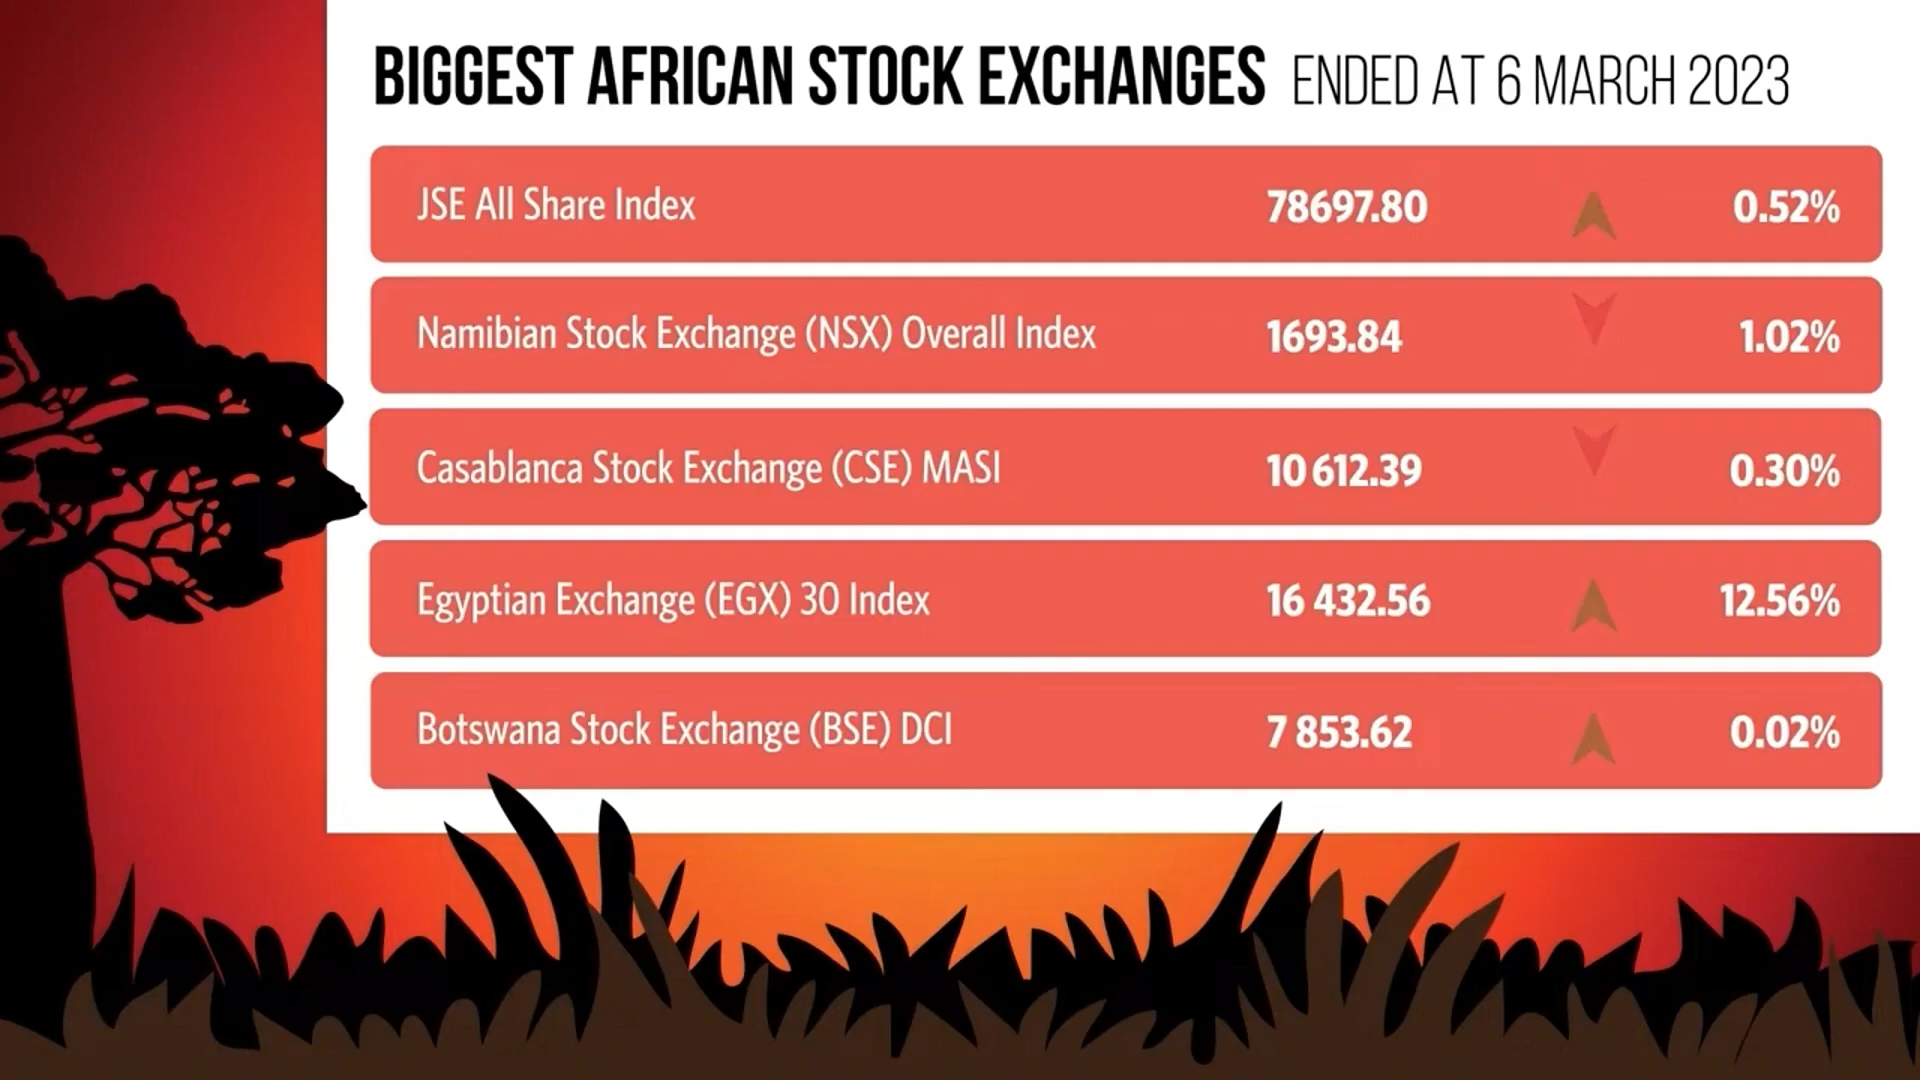 BIGGEST AFRICAN STOCK EXCHANGES ENDED AT 6 MARCH 2023
JSE All Share Index 78697.80 0.52%
Namibian Stock Exchange (NSX) Overall Index 1693.84 1.02%
Casablanca Stock Exchange (CSE) MASI 10 612.39 0.30%
Egyptian Exchange (EGX) 30 Index 16 432.56 12.56%
Botswana Stock Exchange (BSE) DCI 7 853.62 0.02%